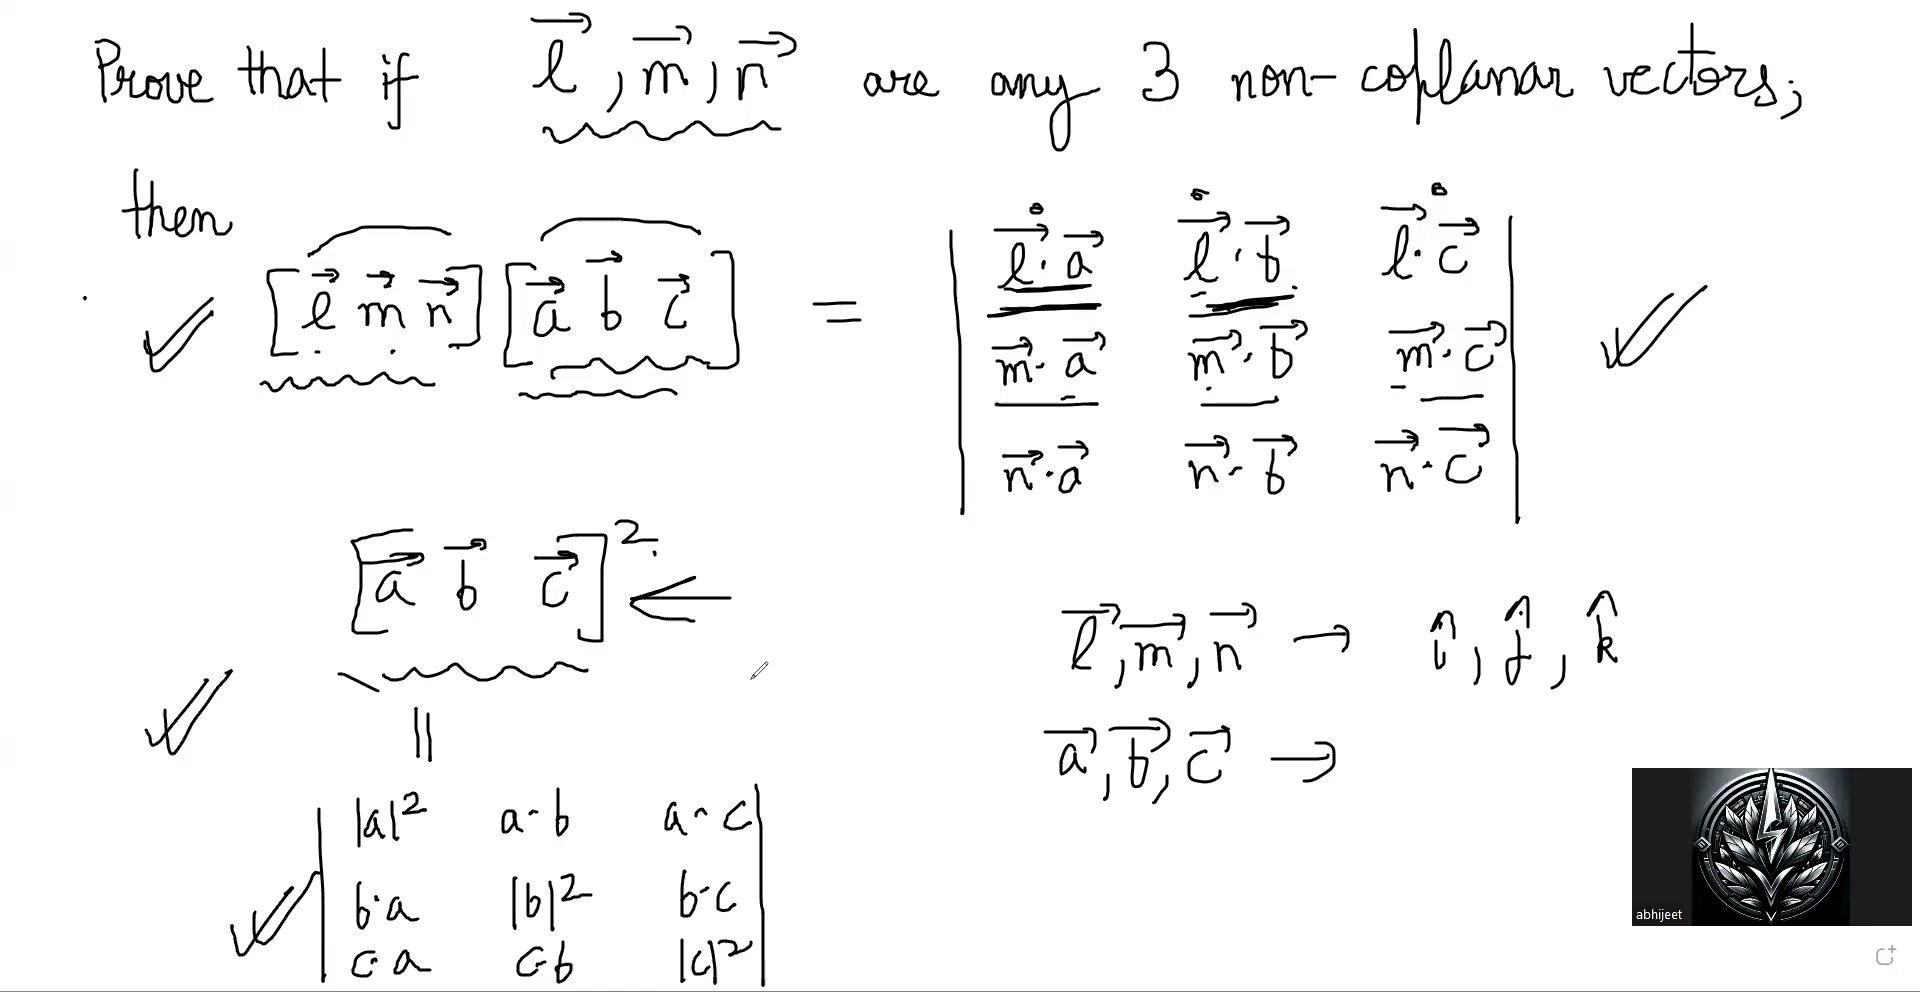 Prove that if l⃗, m⃗, n⃗ are any 3 non-coplanar vectors;
then
[l⃗ m⃗ n⃗] [a⃗ b⃗ c⃗] = | l⃗·a⃗ l⃗·b⃗ l⃗·c⃗ |
| m⃗·a⃗ m⃗·b⃗ m⃗·c⃗ |
| n⃗·a⃗ n⃗·b⃗ n⃗·c⃗ |
[a⃗ b⃗ c⃗]²
=
| |a|² a·b a·c |
| b·a |b|² b·c |
| c·a c·b |c|² |
l⃗, m⃗, n⃗ → î, ĵ, k̂
a⃗, b⃗, c⃗ →
abhijeet